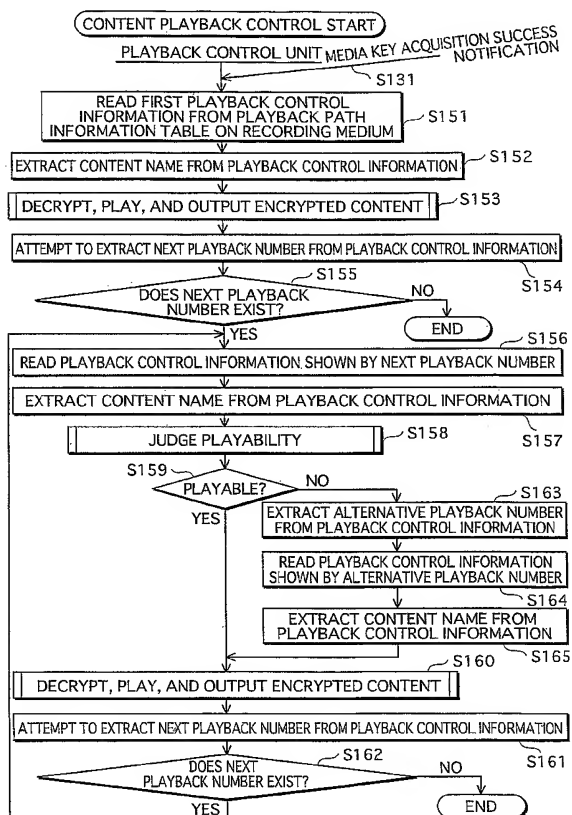 CONTENT PLAYBACK CONTROL START
PLAYBACK CONTROL UNIT
MEDIA KEY ACQUISITION SUCCESS
NOTIFICATION
S131
READ FIRST PLAYBACK CONTROL
INFORMATION FROM PLAYBACK PATH
INFORMATION TABLE ON RECORDING MEDIUM
S151
EXTRACT CONTENT NAME FROM PLAYBACK CONTROL INFORMATION
S152
DECRYPT, PLAY, AND OUTPUT ENCRYPTED CONTENT
S153
ATTEMPT TO EXTRACT NEXT PLAYBACK NUMBER FROM PLAYBACK CONTROL INFORMATION
S154
S155
DOES NEXT PLAYBACK
NUMBER EXIST?
NO
END
YES
S156
READ PLAYBACK CONTROL INFORMATION SHOWN BY NEXT PLAYBACK NUMBER
EXTRACT CONTENT NAME FROM PLAYBACK CONTROL INFORMATION
S157
JUDGE PLAYABILITY
S158
S159
PLAYABLE?
NO
YES
S163
EXTRACT ALTERNATIVE PLAYBACK NUMBER
FROM PLAYBACK CONTROL INFORMATION
READ PLAYBACK CONTROL INFORMATION
SHOWN BY ALTERNATIVE PLAYBACK NUMBER
S164
EXTRACT CONTENT NAME FROM
PLAYBACK CONTROL INFORMATION
S165
S160
DECRYPT, PLAY, AND OUTPUT ENCRYPTED CONTENT
ATTEMPT TO EXTRACT NEXT PLAYBACK NUMBER FROM PLAYBACK CONTROL INFORMATION
S161
S162
DOES NEXT
PLAYBACK NUMBER EXIST?
NO
YES
END